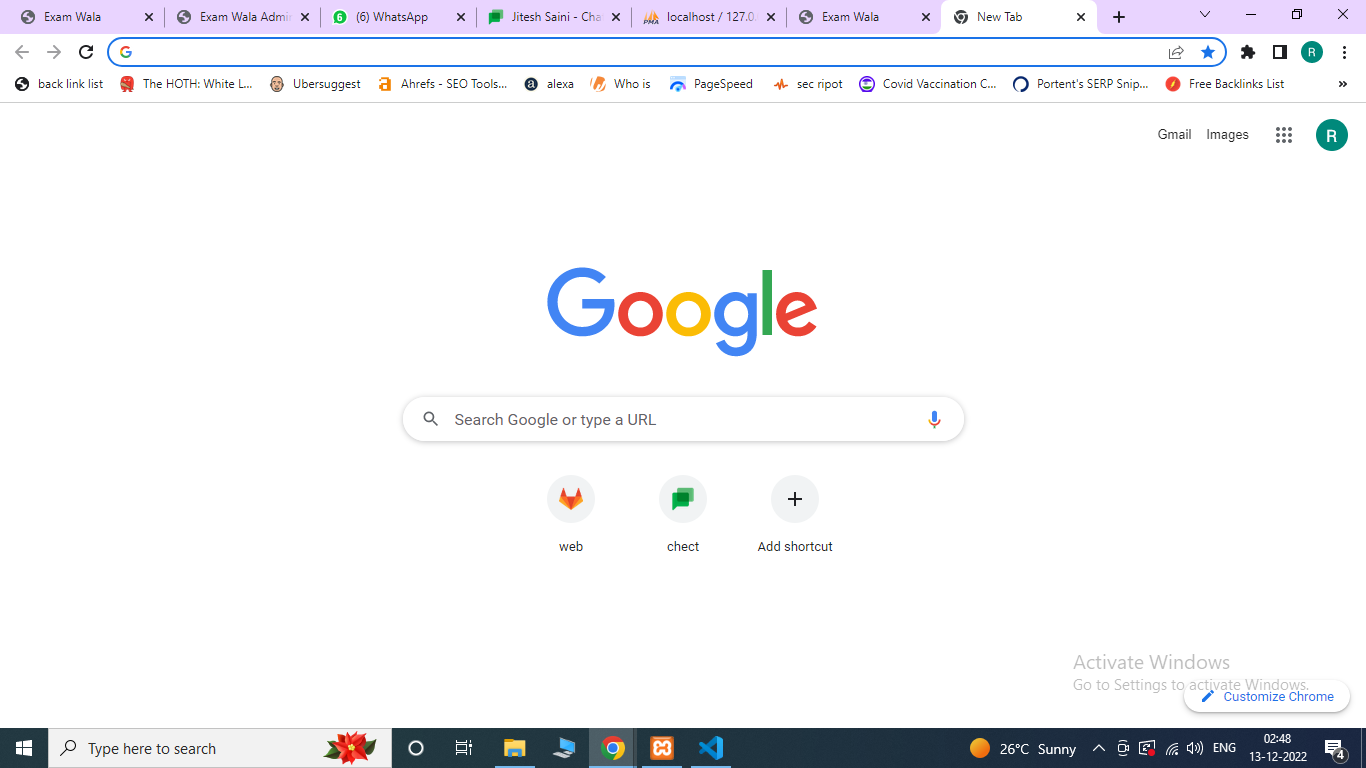 Exam Wala
Exam Wala Admi
(6) WhatsApp
Jitesh Saini - Cha
localhost / 127.0.
Exam Wala
New Tab
back link list
The HOTH: White L...
Ubersuggest
Ahrefs - SEO Tools...
alexa
Who is
PageSpeed
sec ripot
Covid Vaccination C...
Portent's SERP Snip...
Free Backlinks List
»
Gmail Images
R
Google
Search Google or type a URL
web
chect
Add shortcut
Activate Windows
Go to Settings to activate Windows.
Customize Chrome
Type here to search
26°C Sunny
ENG
02:48
13-12-2022
4